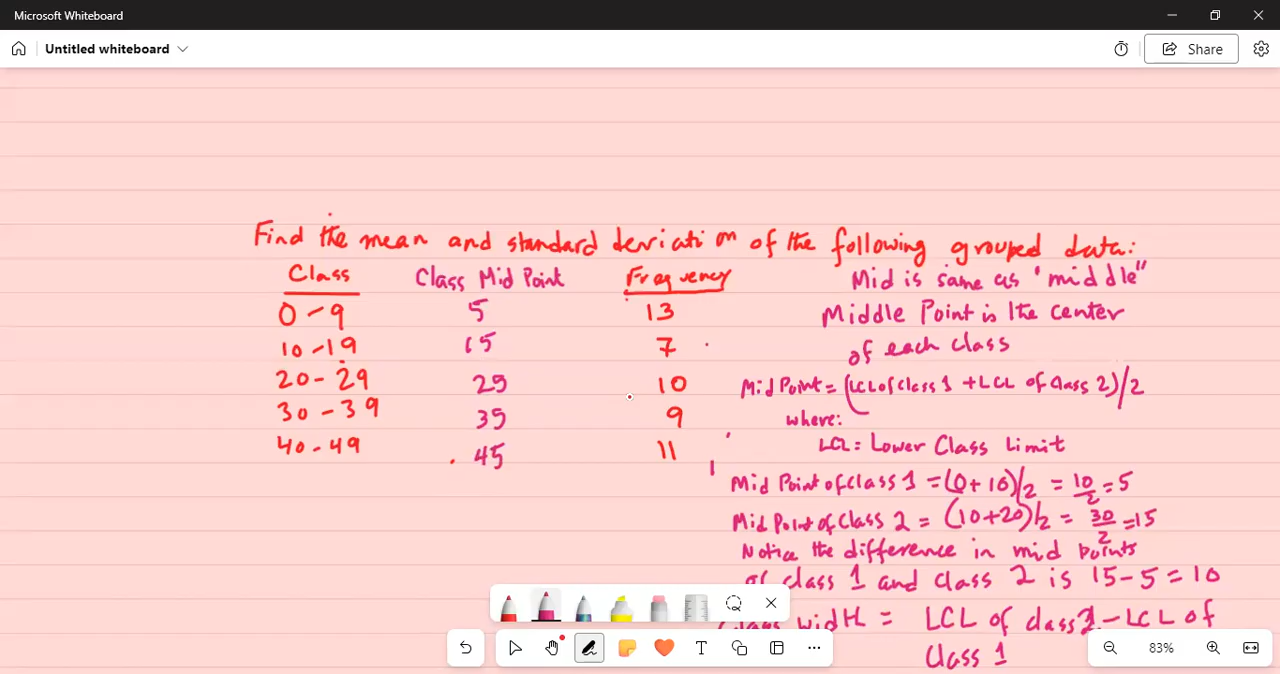 Microsoft Whiteboard
Untitled whiteboard
Share
Find the mean and standard deviation of the following grouped data:
Class Class Mid Point Frequency
0-9 5 13
10-19 15 7
20-29 25 10
30-39 35 9
40-49 45 11
Mid is same as "middle"
Middle Point is the center
of each class
Mid Point = (LCL of class 1 + LCL of Class 2)/2
where:
LCL = Lower Class Limit
Mid Point of class 1 = (0+10)/2 = 10/2 = 5
Mid Point of Class 2 = (10+20)/2 = 30/2 = 15
Notice the difference in mid points
of class 1 and class 2 is 15-5=10
width = LCL of class 2 - LCL of
Class 1
83%